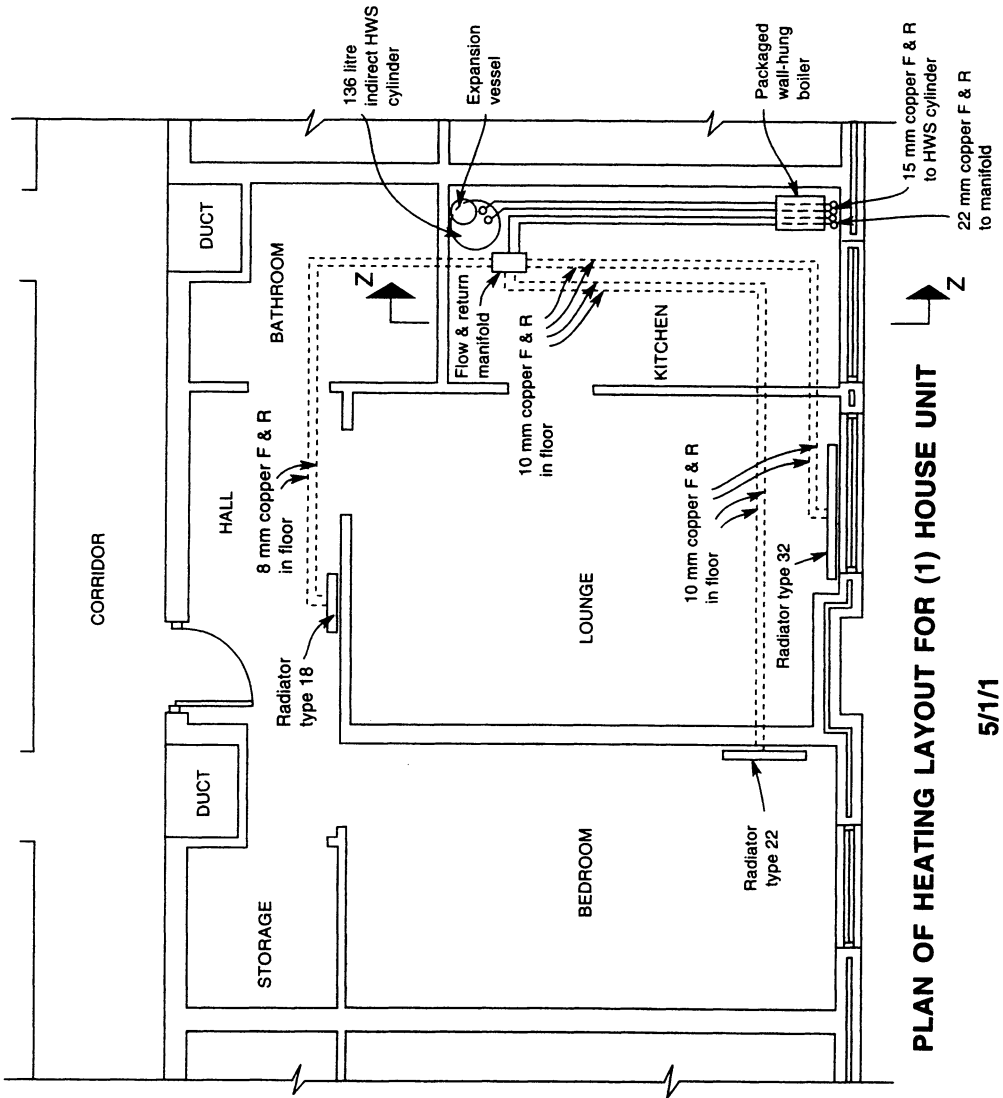 136 litre
indirect HWS
cylinder
Expansion
vessel
Packaged
wall-hung
boiler
15 mm copper F & R
to HWS cylinder
22 mm copper F & R
to manifold
DUCT
BATHROOM
Z
Flow & return
manifold
10 mm copper F & R
in floor
KITCHEN
Z
CORRIDOR
HALL
8 mm copper F & R
in floor
Radiator
type 18
LOUNGE
10 mm copper F & R
in floor
Radiator type 32
DUCT
STORAGE
BEDROOM
Radiator
type 22
PLAN OF HEATING LAYOUT FOR (1) HOUSE UNIT
5/1/1